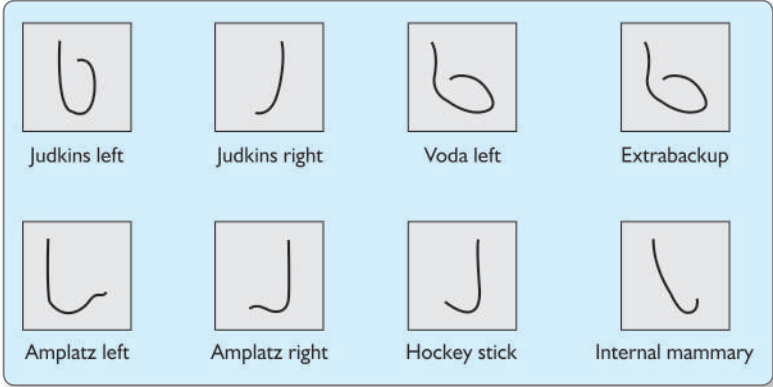 Judkins left
Judkins right
Voda left
Extrabackup
Amplatz left
Amplatz right
Hockey stick
Internal mammary